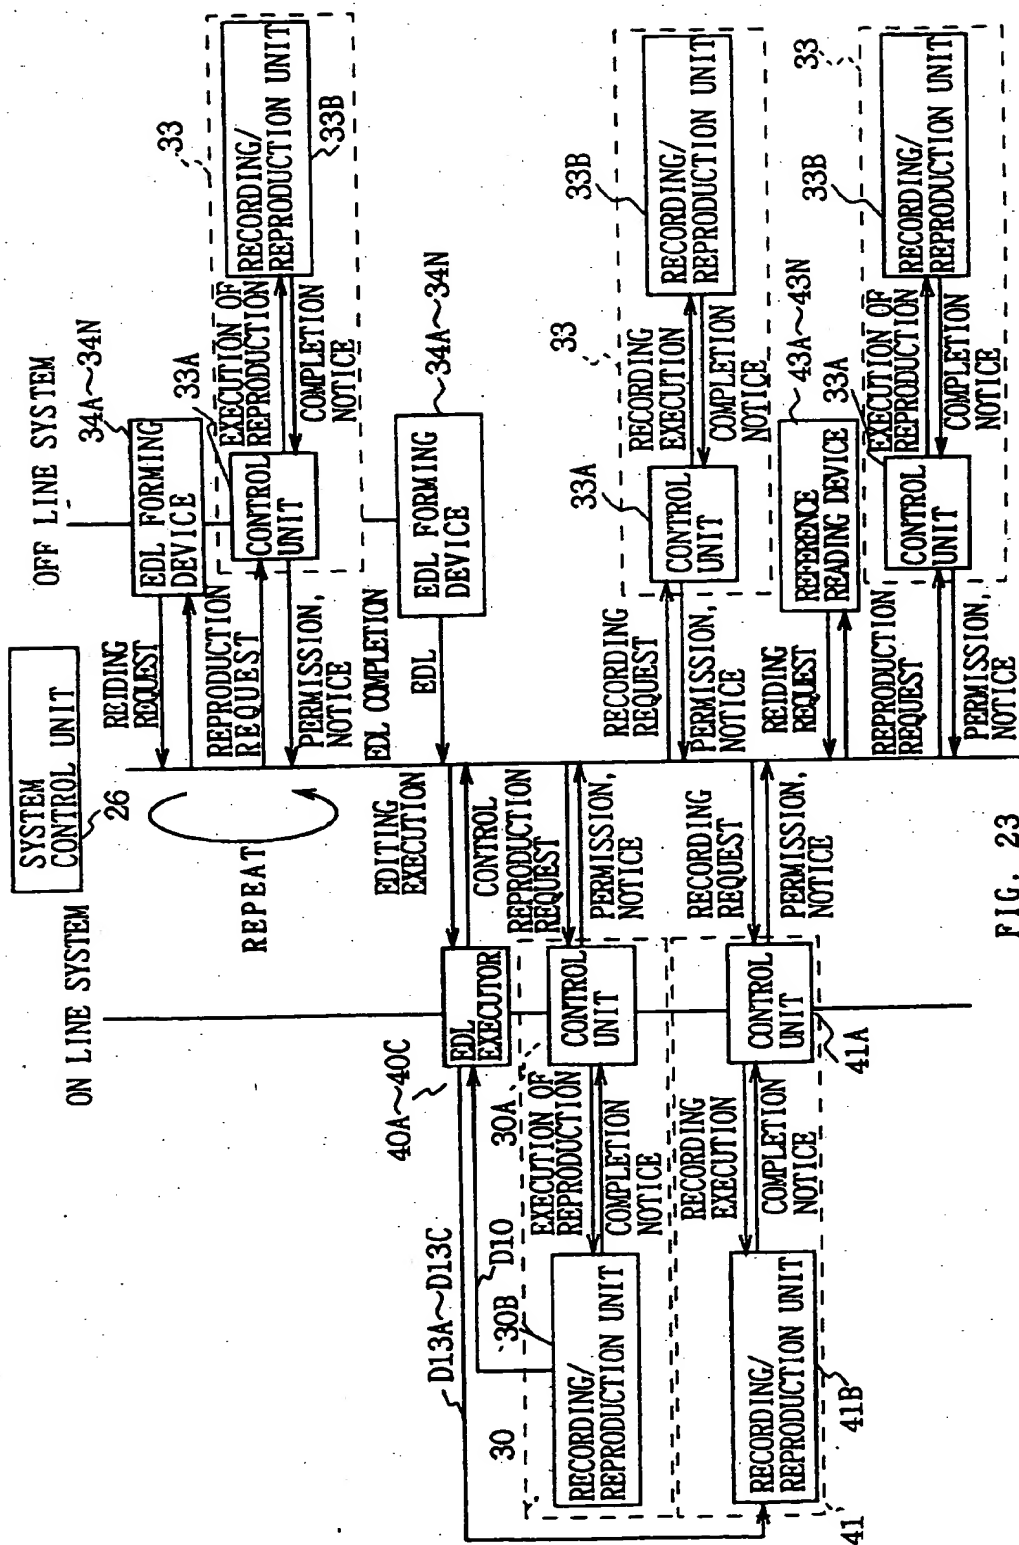 ON LINE SYSTEM
SYSTEM
CONTROL UNIT
26
OFF LINE SYSTEM
REPEAT
REIDING
REQUEST
34A~34N
EDL FORMING
DEVICE
REPRODUCTION
REQUEST
PERMISSION,
NOTICE
33A
CONTROL
UNIT
EXECUTION OF
REPRODUCTION
COMPLETION
NOTICE
33
RECORDING/
REPRODUCTION UNIT
33B
EDL COMPLETION
EDL
EDL FORMING
DEVICE
34A~34N
EDITING
EXECUTION
CONTROL
EDL
EXECUTOR
40A~40C
D13A~D13C
D10
REPRODUCTION
REQUEST
PERMISSION,
NOTICE
30A
CONTROL
UNIT
EXECUTION OF
REPRODUCTION
COMPLETION
NOTICE
30B
RECORDING/
REPRODUCTION UNIT
30
RECORDING
REQUEST
PERMISSION,
NOTICE
33A
CONTROL
UNIT
RECORDING
EXECUTION
COMPLETION
NOTICE
33
33B
RECORDING/
REPRODUCTION UNIT
RECORDING
REQUEST
PERMISSION,
NOTICE
CONTROL
UNIT
41A
RECORDING
EXECUTION
COMPLETION
NOTICE
RECORDING/
REPRODUCTION UNIT
41B
41
REIDING
REQUEST
REFERENCE
READING DEVICE
43A~43N
REPRODUCTION
REQUEST
PERMISSION,
NOTICE
33A
CONTROL
UNIT
EXECUTION OF
REPRODUCTION
COMPLETION
NOTICE
33B
33
RECORDING/
REPRODUCTION UNIT
FIG. 23